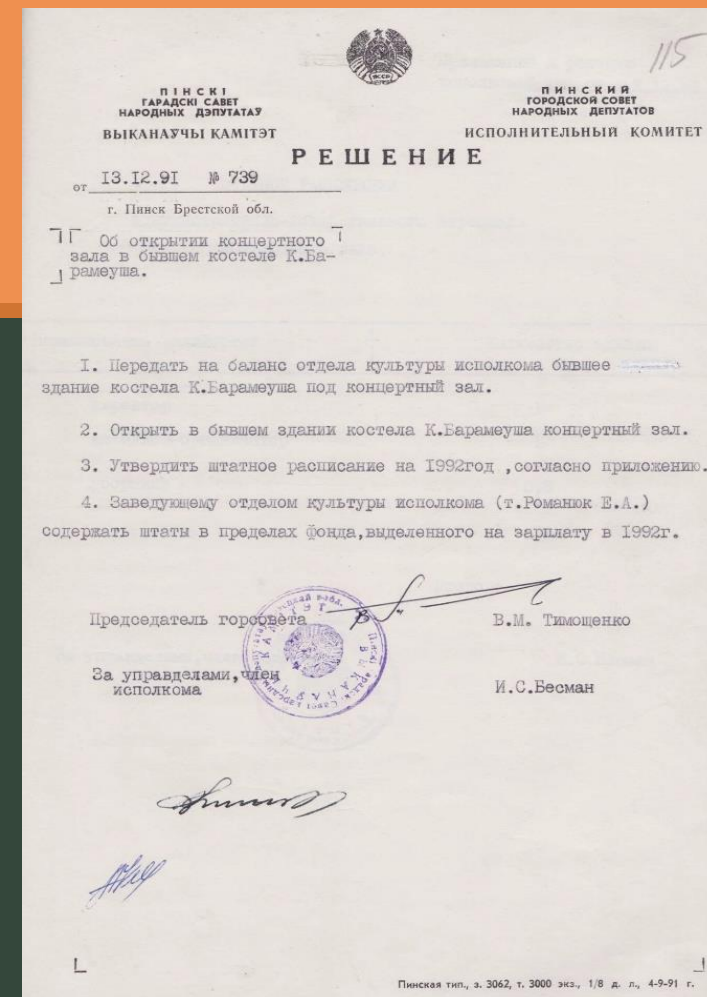 115
БССР
ПІНСКІ
ГАРАДСКІ САВЕТ
НАРОДНЫХ ДЭПУТАТАЎ
ВЫКАНАЎЧЫ КАМІТЭТ
ПИНСКИЙ
ГОРОДСКОЙ СОВЕТ
НАРОДНЫХ ДЕПУТАТОВ
ИСПОЛНИТЕЛЬНЫЙ КОМИТЕТ
РЕШЕНИЕ
от 13.12.91 № 739
г. Пинск Брестской обл.
Об открытии концертного
зала в бывшем костеле К.Ба-
рамеуша.
1. Передать на баланс отдела культуры исполкома бывшее
здание костела К.Барамеуша под концертный зал.
2. Открыть в бывшем здании костела К.Барамеуша концертный зал.
3. Утвердить штатное расписание на 1992год ,согласно приложению.
4. Заведующему отделом культуры исполкома (т.Романюк Е.А.)
содержать штаты в пределах фонда,выделенного на зарплату в 1992г.
Председатель горсовета В.М. Тимощенко
За управделами,член
исполкома И.С.Бесман
Пинская тип., з. 3062, т. 3000 экз., 1/8 д. л., 4-9-91 г.